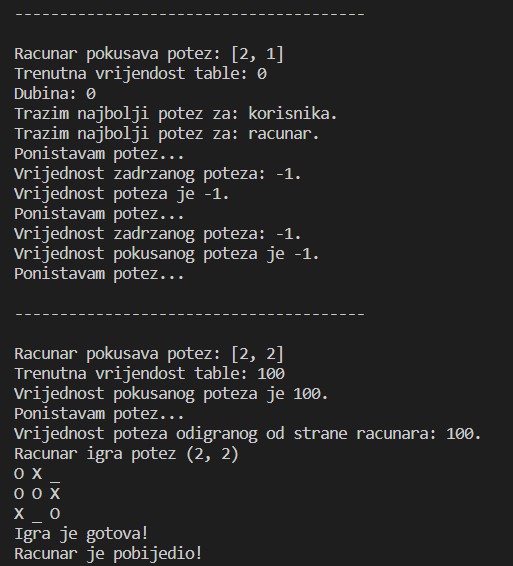 ---------------------------------------
Racunar pokusava potez: [2, 1]
Trenutna vrijendost table: 0
Dubina: 0
Trazim najbolji potez za: korisnika.
Trazim najbolji potez za: racunar.
Ponistavam potez...
Vrijednost zadrzanog poteza: -1.
Vrijednost poteza je -1.
Ponistavam potez...
Vrijednost zadrzanog poteza: -1.
Vrijednost pokusanog poteza je -1.
Ponistavam potez...
---------------------------------------
Racunar pokusava potez: [2, 2]
Trenutna vrijendost table: 100
Vrijednost pokusanog poteza je 100.
Ponistavam potez...
Vrijednost poteza odigranog od strane racunara: 100.
Racunar igra potez (2, 2)
O X _
O O X
X _ O
Igra je gotova!
Racunar je pobijedio!